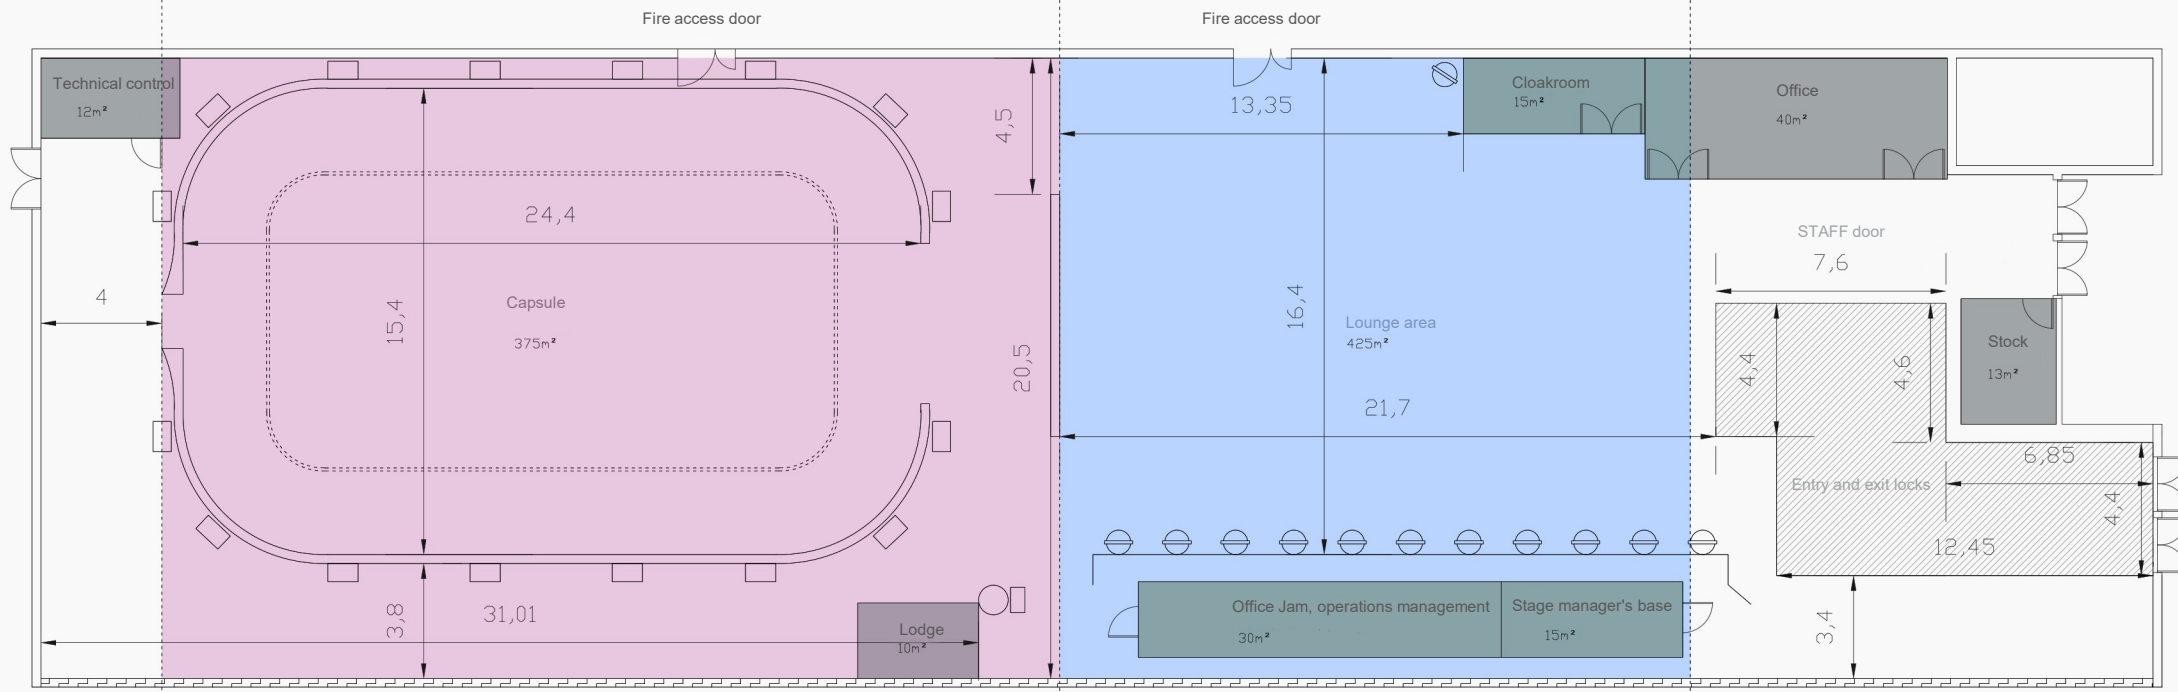 Fire access door
Fire access door
Technical control
12m²
4,5
13,35
Cloakroom
15m²
Office
40m²
24,4
STAFF door
7,6
4
15,4
Capsule
375m²
20,5
16,4
Lounge area
425m²
4,4
4,6
Stock
13m²
21,7
6,85
Entry and exit locks
4,4
12,45
3,8
31,01
Lodge
10m²
Office Jam, operations management
30m²
Stage manager's base
15m²
3,4